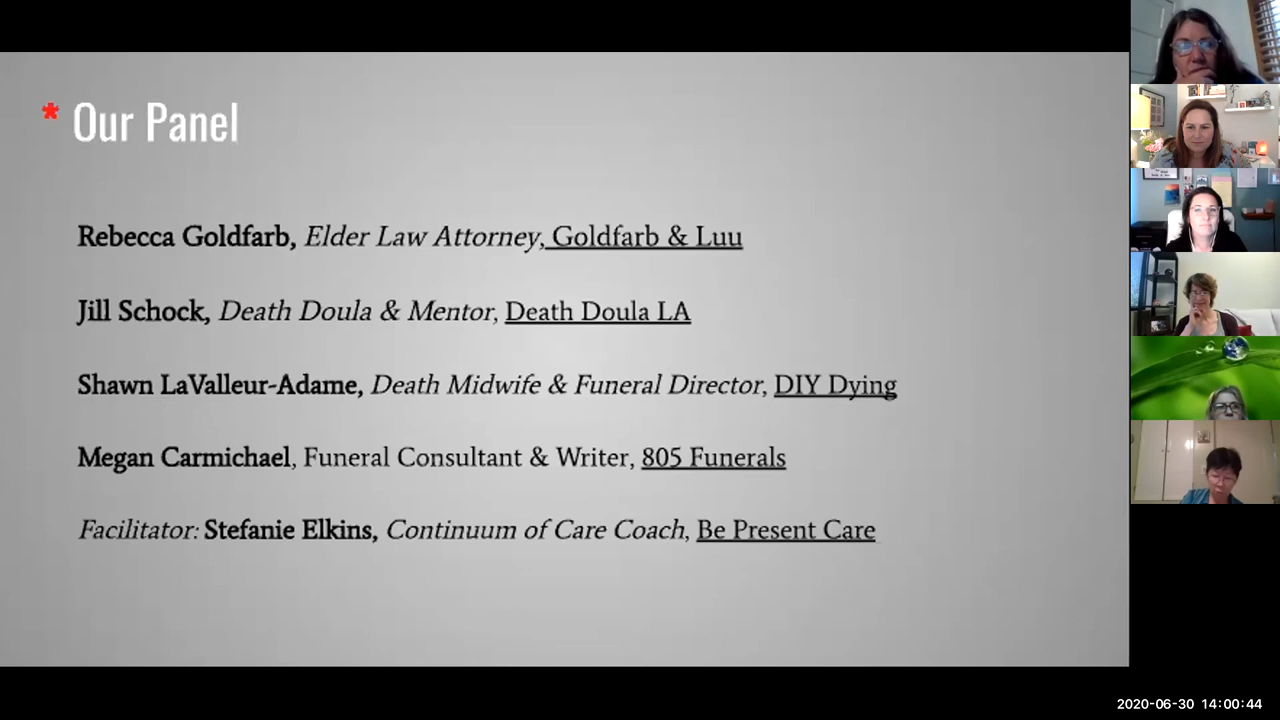 * Our Panel
Rebecca Goldfarb, Elder Law Attorney, Goldfarb & Luu
Jill Schock, Death Doula & Mentor, Death Doula LA
Shawn LaValleur-Adame, Death Midwife & Funeral Director, DIY Dying
Megan Carmichael, Funeral Consultant & Writer, 805 Funerals
Facilitator: Stefanie Elkins, Continuum of Care Coach, Be Present Care
2020-06-30 14:00:44